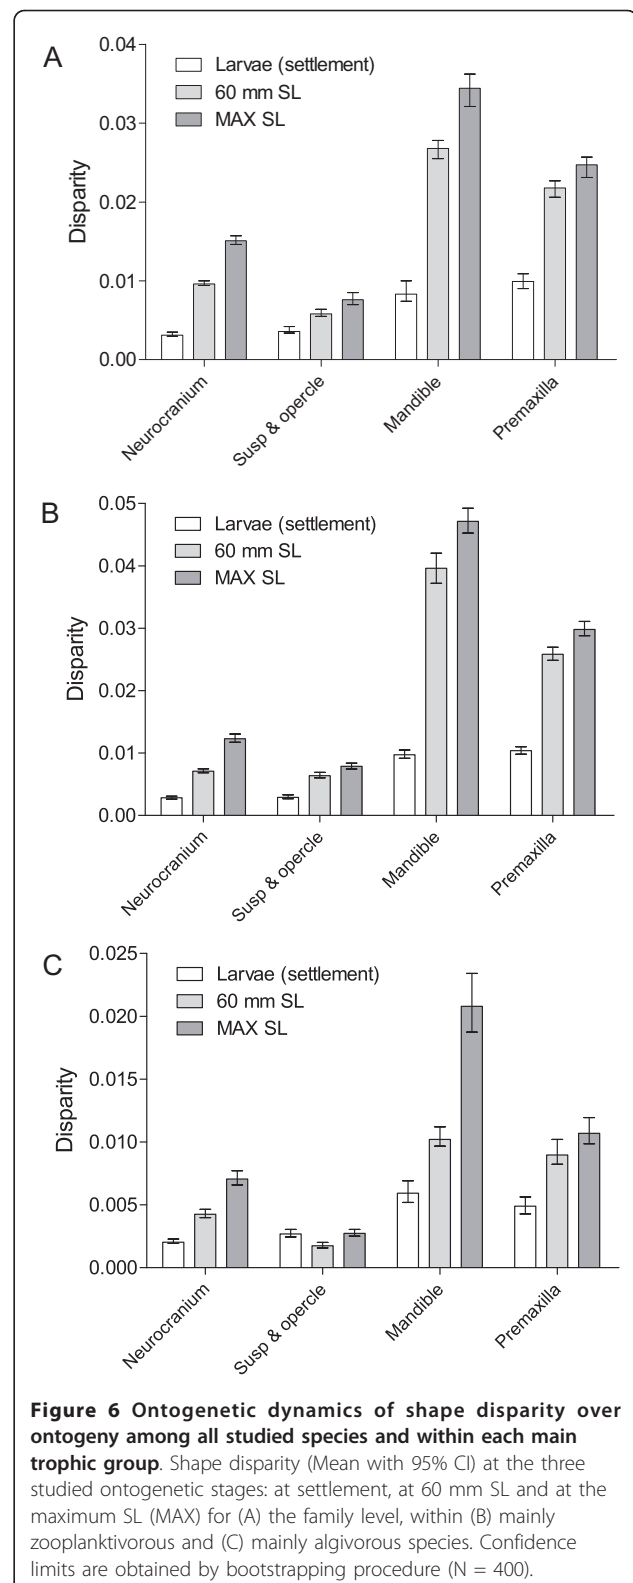 A
0.04
0.03
0.02
0.01
0.00
Disparity
Larvae (settlement)
60 mm SL
MAX SL
Neurocranium
Susp & opercle
Mandible
Premaxilla
B
0.05
0.04
0.03
0.02
0.01
0.00
Disparity
Larvae (settlement)
60 mm SL
MAX SL
Neurocranium
Susp & opercle
Mandible
Premaxilla
C
0.025
0.020
0.015
0.010
0.005
0.000
Disparity
Larvae (settlement)
60 mm SL
MAX SL
Neurocranium
Susp & opercle
Mandible
Premaxilla
Figure 6 Ontogenetic dynamics of shape disparity over
ontogeny among all studied species and within each main
trophic group. Shape disparity (Mean with 95% CI) at the three
studied ontogenetic stages: at settlement, at 60 mm SL and at the
maximum SL (MAX) for (A) the family level, within (B) mainly
zooplanktivorous and (C) mainly algivorous species. Confidence
limits are obtained by bootstrapping procedure (N = 400).